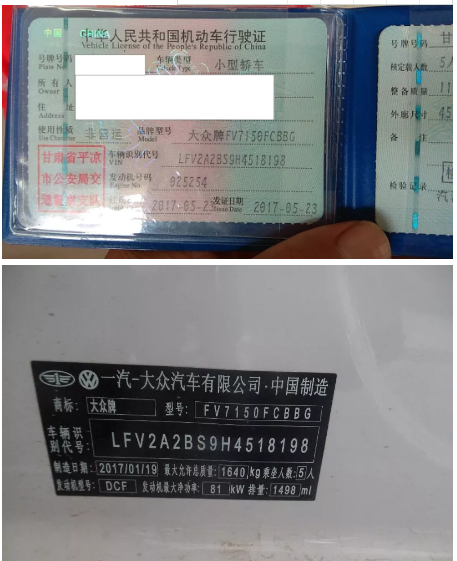 中国 CHINA
中华人民共和国机动车行驶证
Vehicle License of the People's Republic of China
号牌号码
Plate No.
车辆类型
Vehicle Type
小型轿车
所有人
Owner
住址
Address
使用性质
Use Character
非营运
品牌型号
Model
大众牌FV7150FCBBG
甘肃省平凉
市公安局交
通警察支队
车辆识别代号
VIN
LFV2A2BS9H4518198
发动机号码
Engine No.
025254
注册日期
2017-05-23
发证日期
Issue Date
2017-05-23
号牌号码
甘
核定载人数
5人
整备质量
11
外廓尺寸
45
备注
检验记录
一汽-大众汽车有限公司·中国制造
商标: 大众牌 型号: FV7150FCBBG
车辆识
别代号: LFV2A2BS9H4518198
制造日期: 2017/01/19 最大允许总质量: 1640,kg 乘坐人数: 5人
发动机型号: DCF 发动机最大净功率: 81 kW 排量: 1498 ml